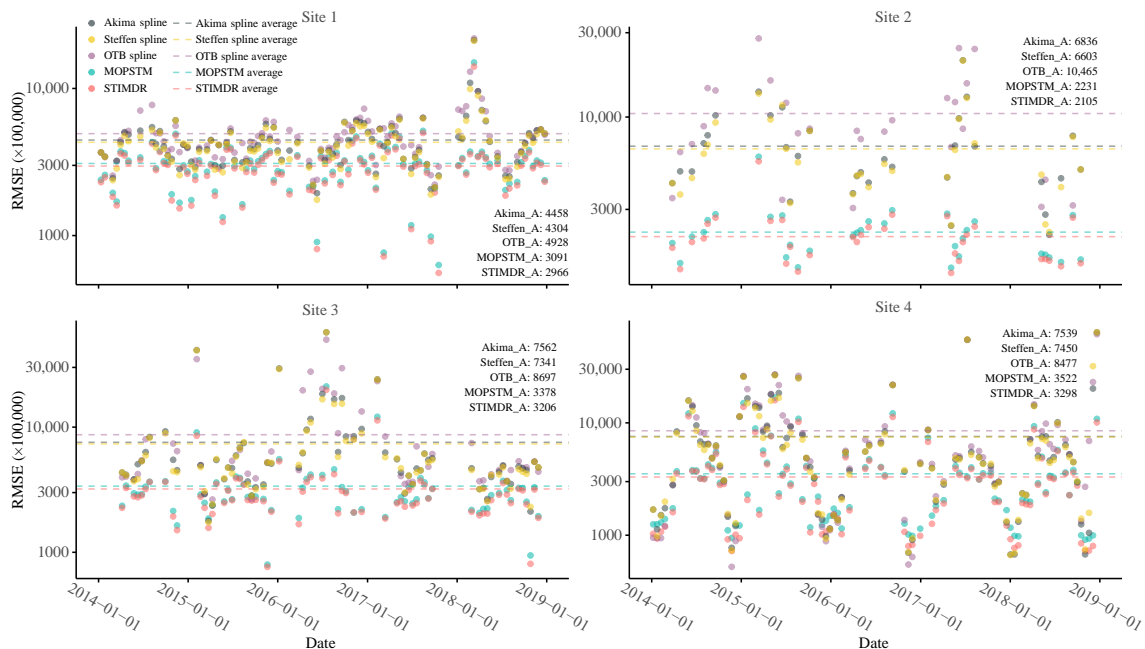 Site 1
Akima spline
Akima spline average
Steffen spline
Steffen spline average
OTB spline
OTB spline average
MOPSTM
MOPSTM average
STIMDR
STIMDR average
RMSE (×100,000)
10,000
3000
1000
Akima_A: 4458
Steffen_A: 4304
OTB_A: 4928
MOPSTM_A: 3091
STIMDR_A: 2966
Site 2
30,000
10,000
3000
Akima_A: 6836
Steffen_A: 6603
OTB_A: 10,465
MOPSTM_A: 2231
STIMDR_A: 2105
Site 3
RMSE (×100,000)
30,000
10,000
3000
1000
Akima_A: 7562
Steffen_A: 7341
OTB_A: 8697
MOPSTM_A: 3378
STIMDR_A: 3206
2014−01−01
2015−01−01
2016−01−01
2017−01−01
2018−01−01
2019−01−01
Date
Site 4
30,000
10,000
3000
1000
Akima_A: 7539
Steffen_A: 7450
OTB_A: 8477
MOPSTM_A: 3522
STIMDR_A: 3298
2014−01−01
2015−01−01
2016−01−01
2017−01−01
2018−01−01
2019−01−01
Date